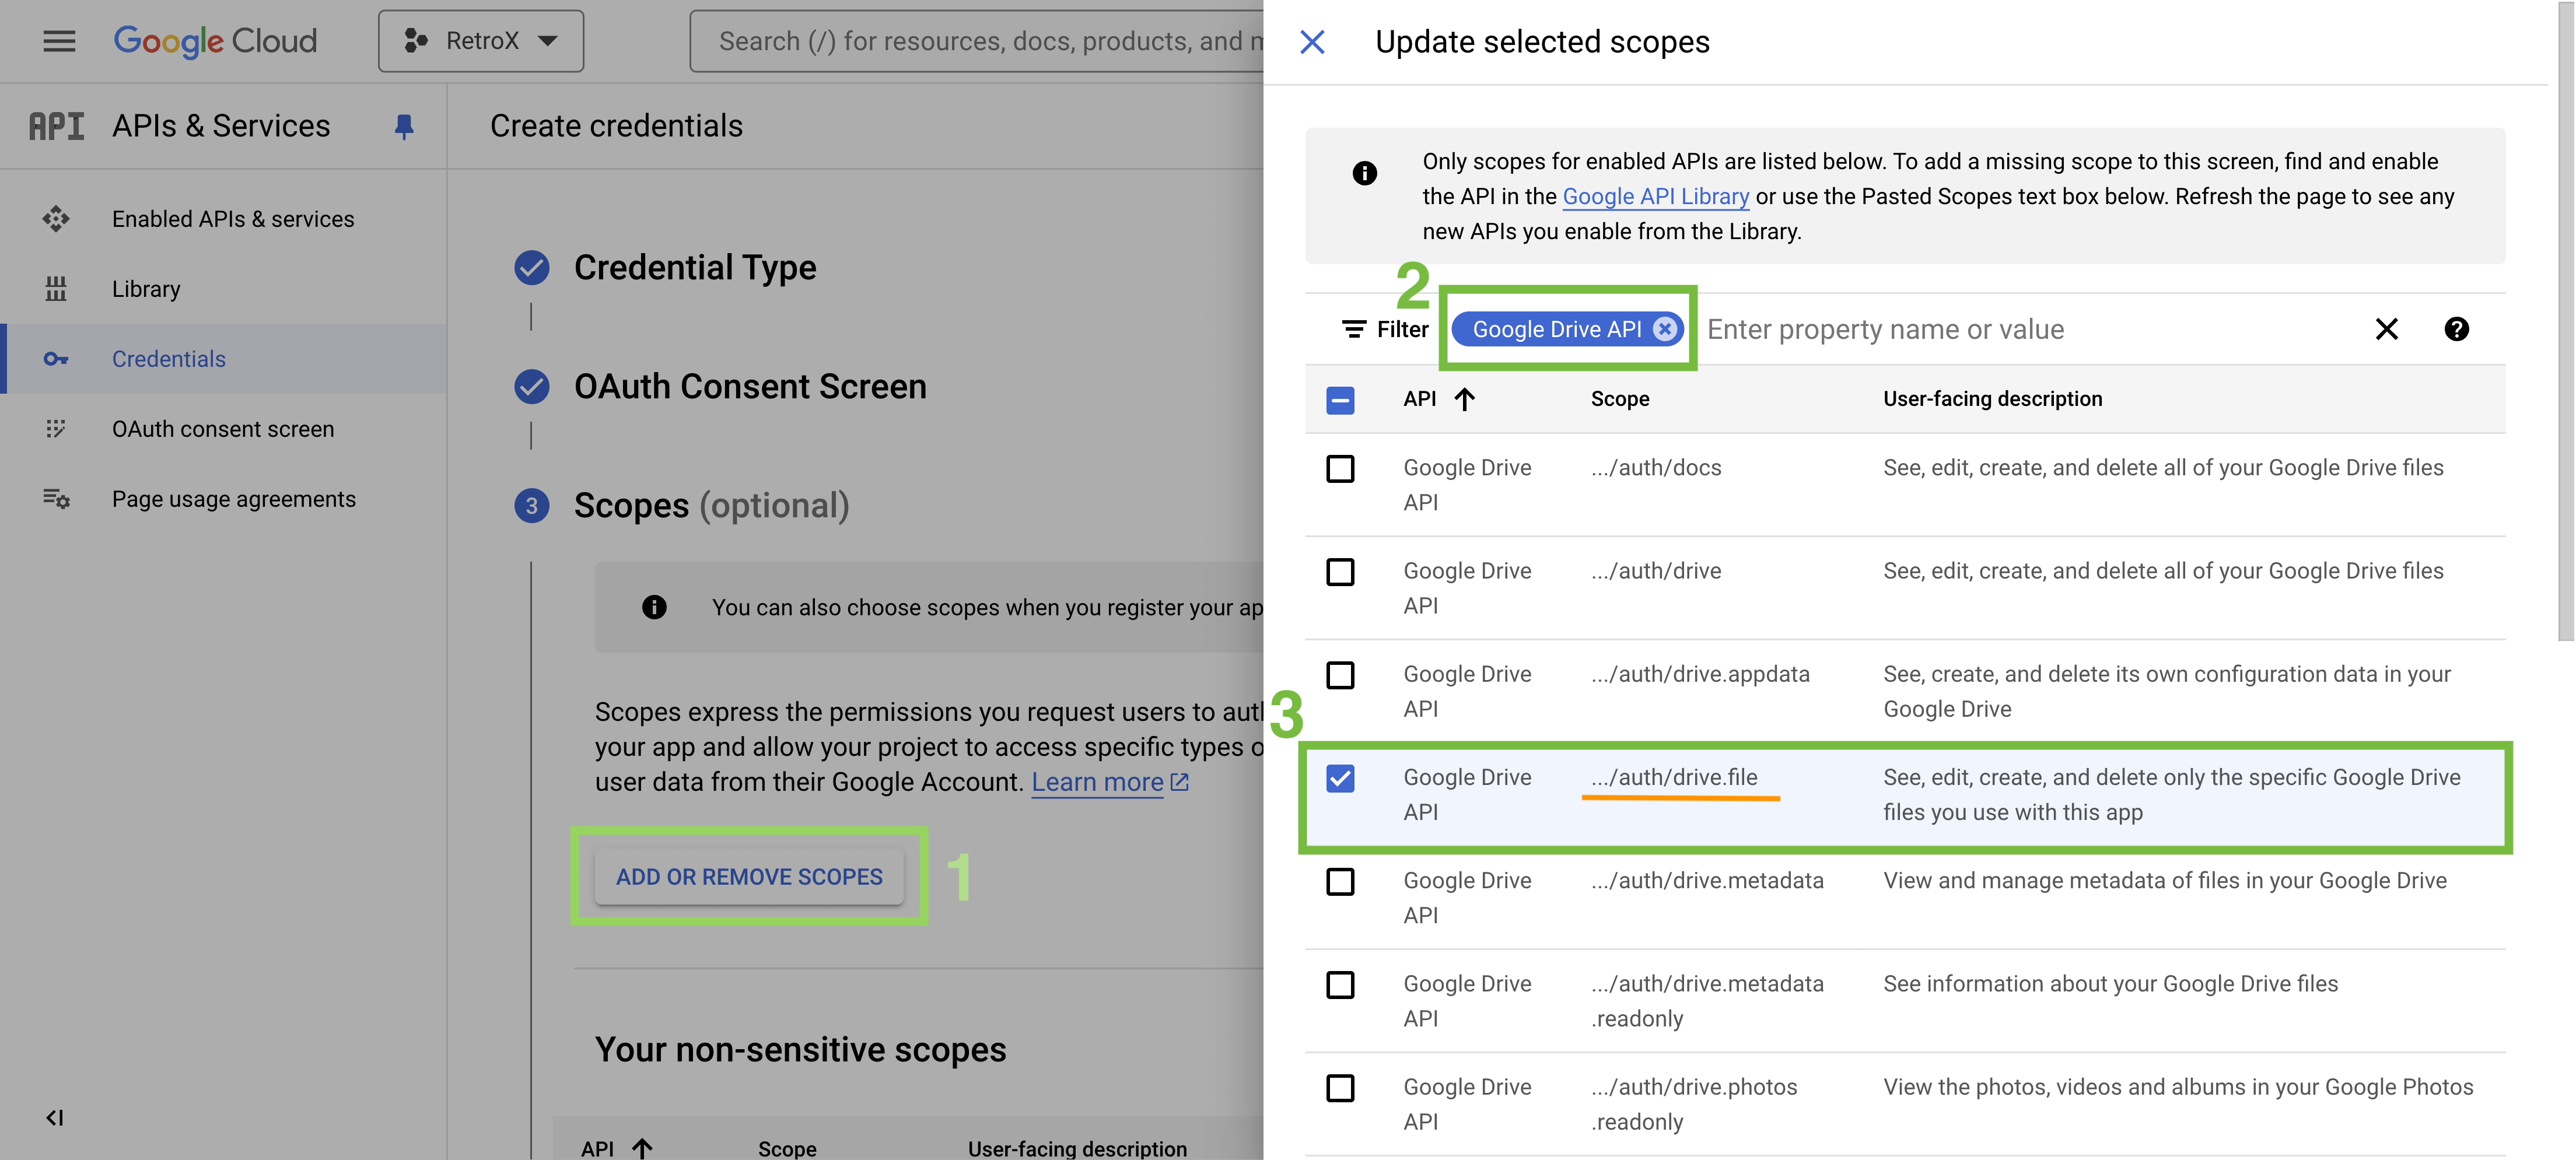 Google Cloud
RetroX
Search (/) for resources, docs, products, and m
API
APIs & Services
Enabled APIs & services
Library
Credentials
OAuth consent screen
Page usage agreements
Create credentials
Credential Type
OAuth Consent Screen
3
Scopes (optional)
You can also choose scopes when you register your ap
Scopes express the permissions you request users to aut
your app and allow your project to access specific types o
user data from their Google Account. Learn more
ADD OR REMOVE SCOPES
1
Your non-sensitive scopes
API Scope User-facing description
Update selected scopes
Only scopes for enabled APIs are listed below. To add a missing scope to this screen, find and enable
the API in the Google API Library or use the Pasted Scopes text box below. Refresh the page to see any
new APIs you enable from the Library.
2
Filter Google Drive API Enter property name or value
API Scope User-facing description
Google Drive .../auth/docs See, edit, create, and delete all of your Google Drive files
API
Google Drive .../auth/drive See, edit, create, and delete all of your Google Drive files
API
Google Drive .../auth/drive.appdata See, create, and delete its own configuration data in your
API Google Drive
3
Google Drive .../auth/drive.file See, edit, create, and delete only the specific Google Drive
API files you use with this app
Google Drive .../auth/drive.metadata View and manage metadata of files in your Google Drive
API
Google Drive .../auth/drive.metadata See information about your Google Drive files
API .readonly
Google Drive .../auth/drive.photos View the photos, videos and albums in your Google Photos
API .readonly